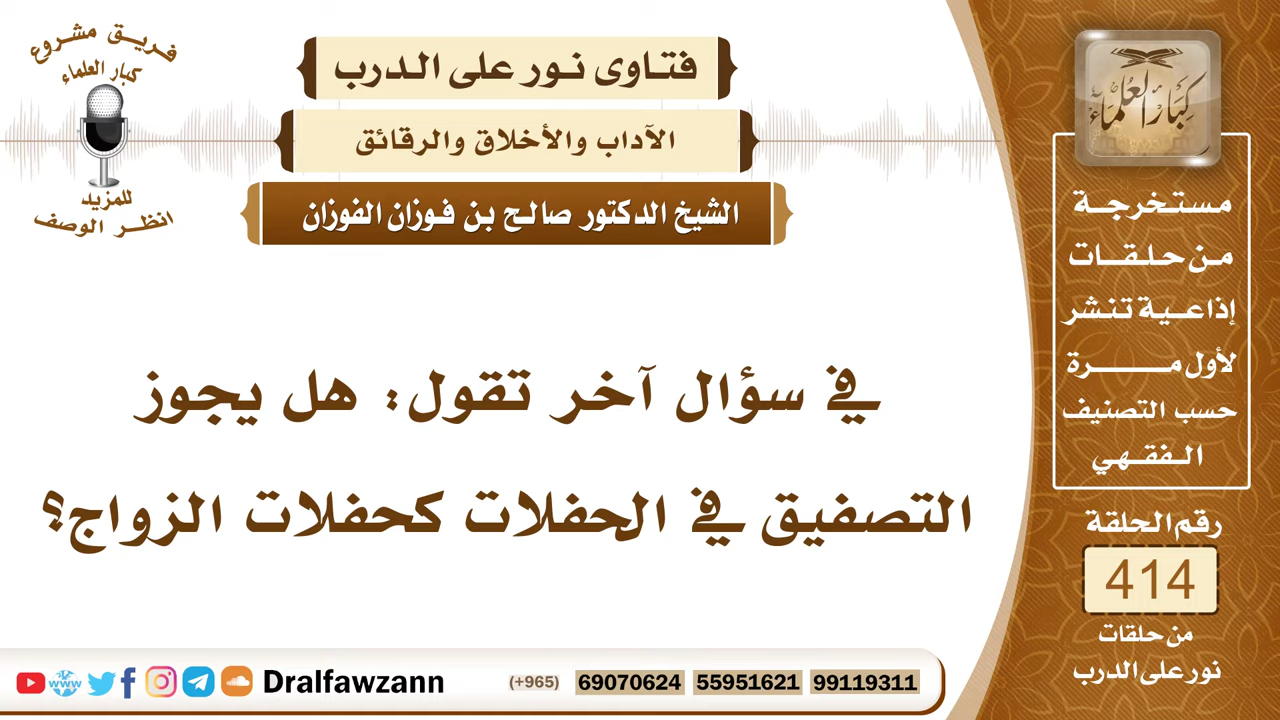 فريق مشروع
كبار العلماء
للمزيد
انظر الوصف
فتاوى نور على الدرب
الآداب والأخلاق والرقائق
الشيخ الدكتور صالح بن فوزان الفوزان
كبار العلماء
مستخرجة
من حلقات
إذاعية تنشر
لأول مرة
حسب التصنيف
الفقهي
رقم الحلقة
414
من حلقات
نور على الدرب
في سؤال آخر تقول: هل يجوز
التصفيق في الحفلات كحفلات الزواج؟
www Dralfawzann (+965) 69070624 55951621 99119311